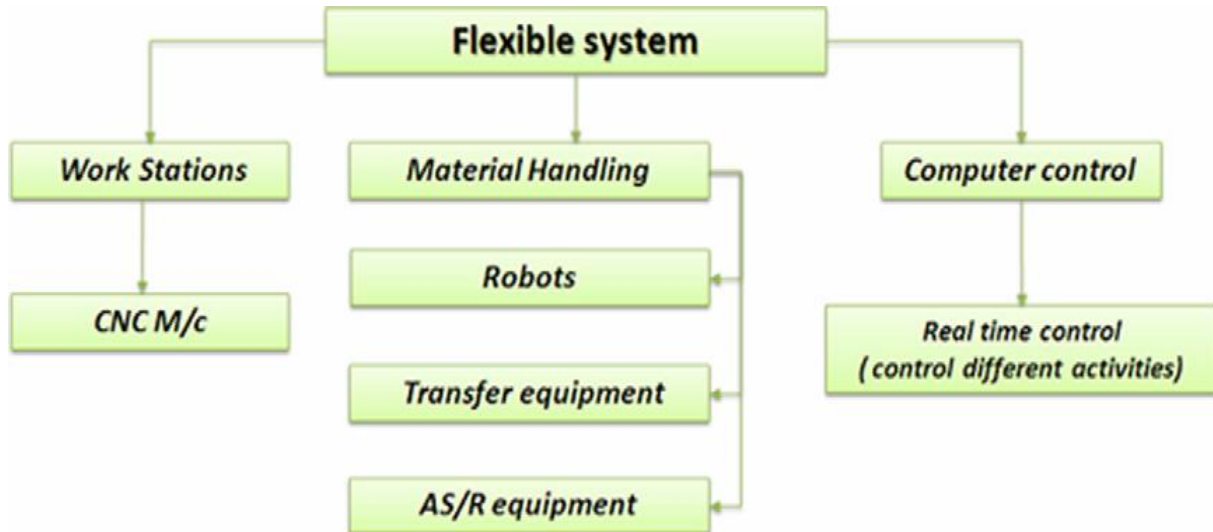 Flexible system
Work Stations
Material Handling
Computer control
CNC M/c
Robots
Transfer equipment
AS/R equipment
Real time control
( control different activities)